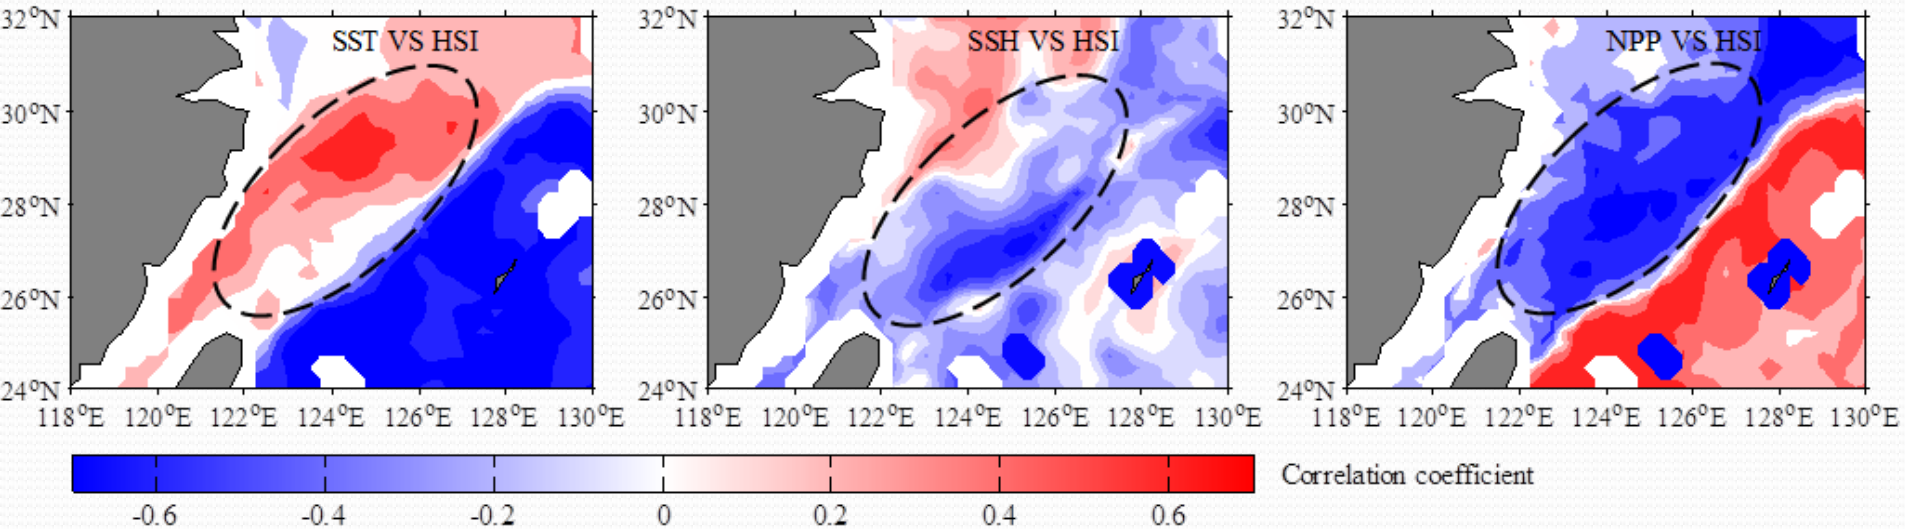 SST VS HSI
32°N
30°N
28°N
26°N
24°N
118°E 120°E 122°E 124°E 126°E 128°E 130°E
SSH VS HSI
32°N
30°N
28°N
26°N
24°N
118°E 120°E 122°E 124°E 126°E 128°E 130°E
NPP VS HSI
32°N
30°N
28°N
26°N
24°N
118°E 120°E 122°E 124°E 126°E 128°E 130°E
Correlation coefficient
-0.6 -0.4 -0.2 0 0.2 0.4 0.6